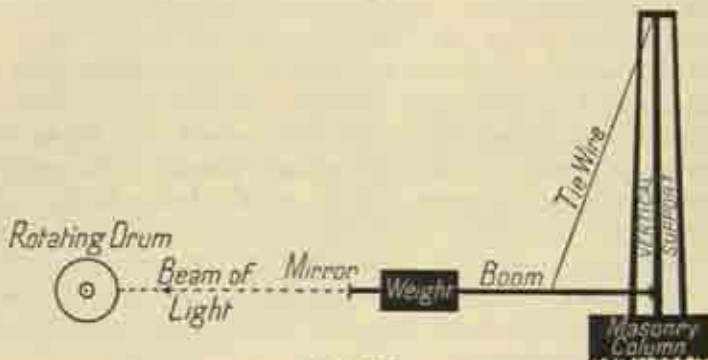 Rotating Drum
Beam of
Light
Mirror
Weight
Boom
Tie Wire
VERTICAL
SUPPORT
Masonry
Column